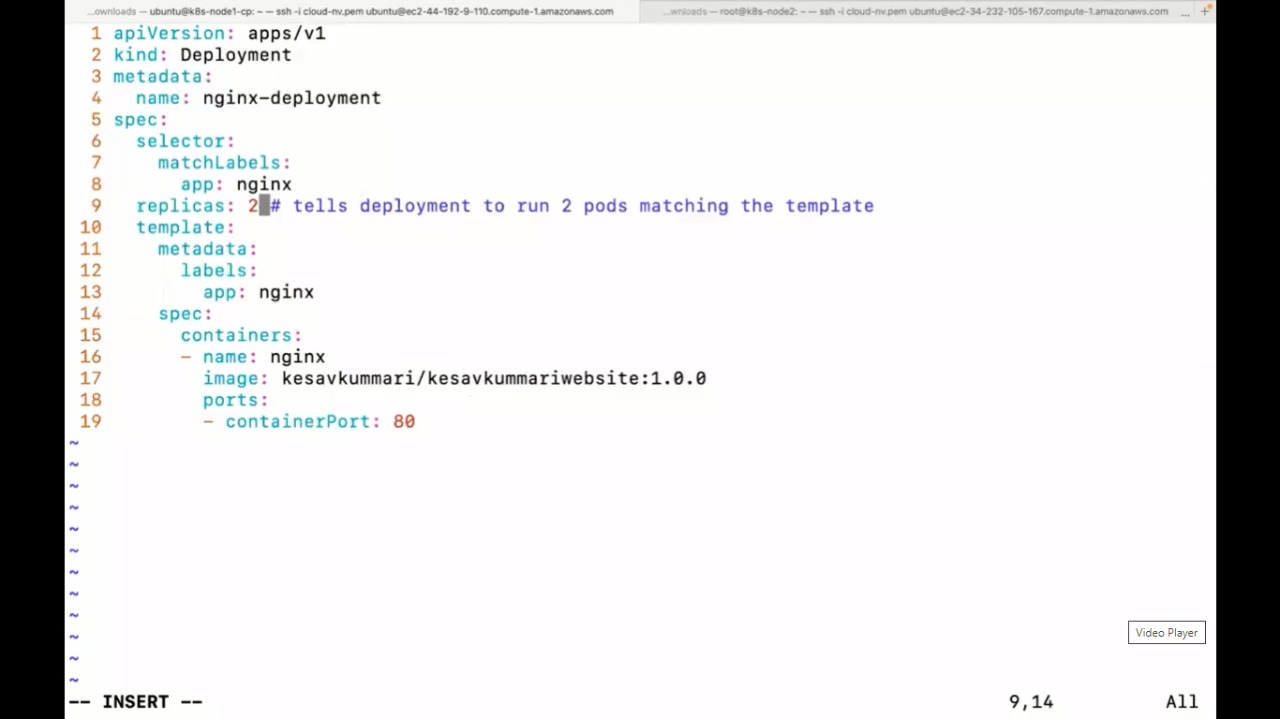 ...ownloads — ubuntu@k8s-node1-cp: ~ — ssh -i cloud-nv.pem ubuntu@ec2-44-192-9-110.compute-1.amazonaws.com
...wnloads — root@k8s-node2: ~ — ssh -i cloud-nv.pem ubuntu@ec2-34-232-105-167.compute-1.amazonaws.com ... +
1 apiVersion: apps/v1
2 kind: Deployment
3 metadata:
4   name: nginx-deployment
5 spec:
6   selector:
7     matchLabels:
8       app: nginx
9   replicas: 2 # tells deployment to run 2 pods matching the template
10   template:
11     metadata:
12       labels:
13         app: nginx
14     spec:
15       containers:
16       - name: nginx
17         image: kesavkummari/kesavkummariwebsite:1.0.0
18         ports:
19         - containerPort: 80
~
~
~
~
~
~
~
~
~
~
~
~
Video Player
-- INSERT -- 9,14 All